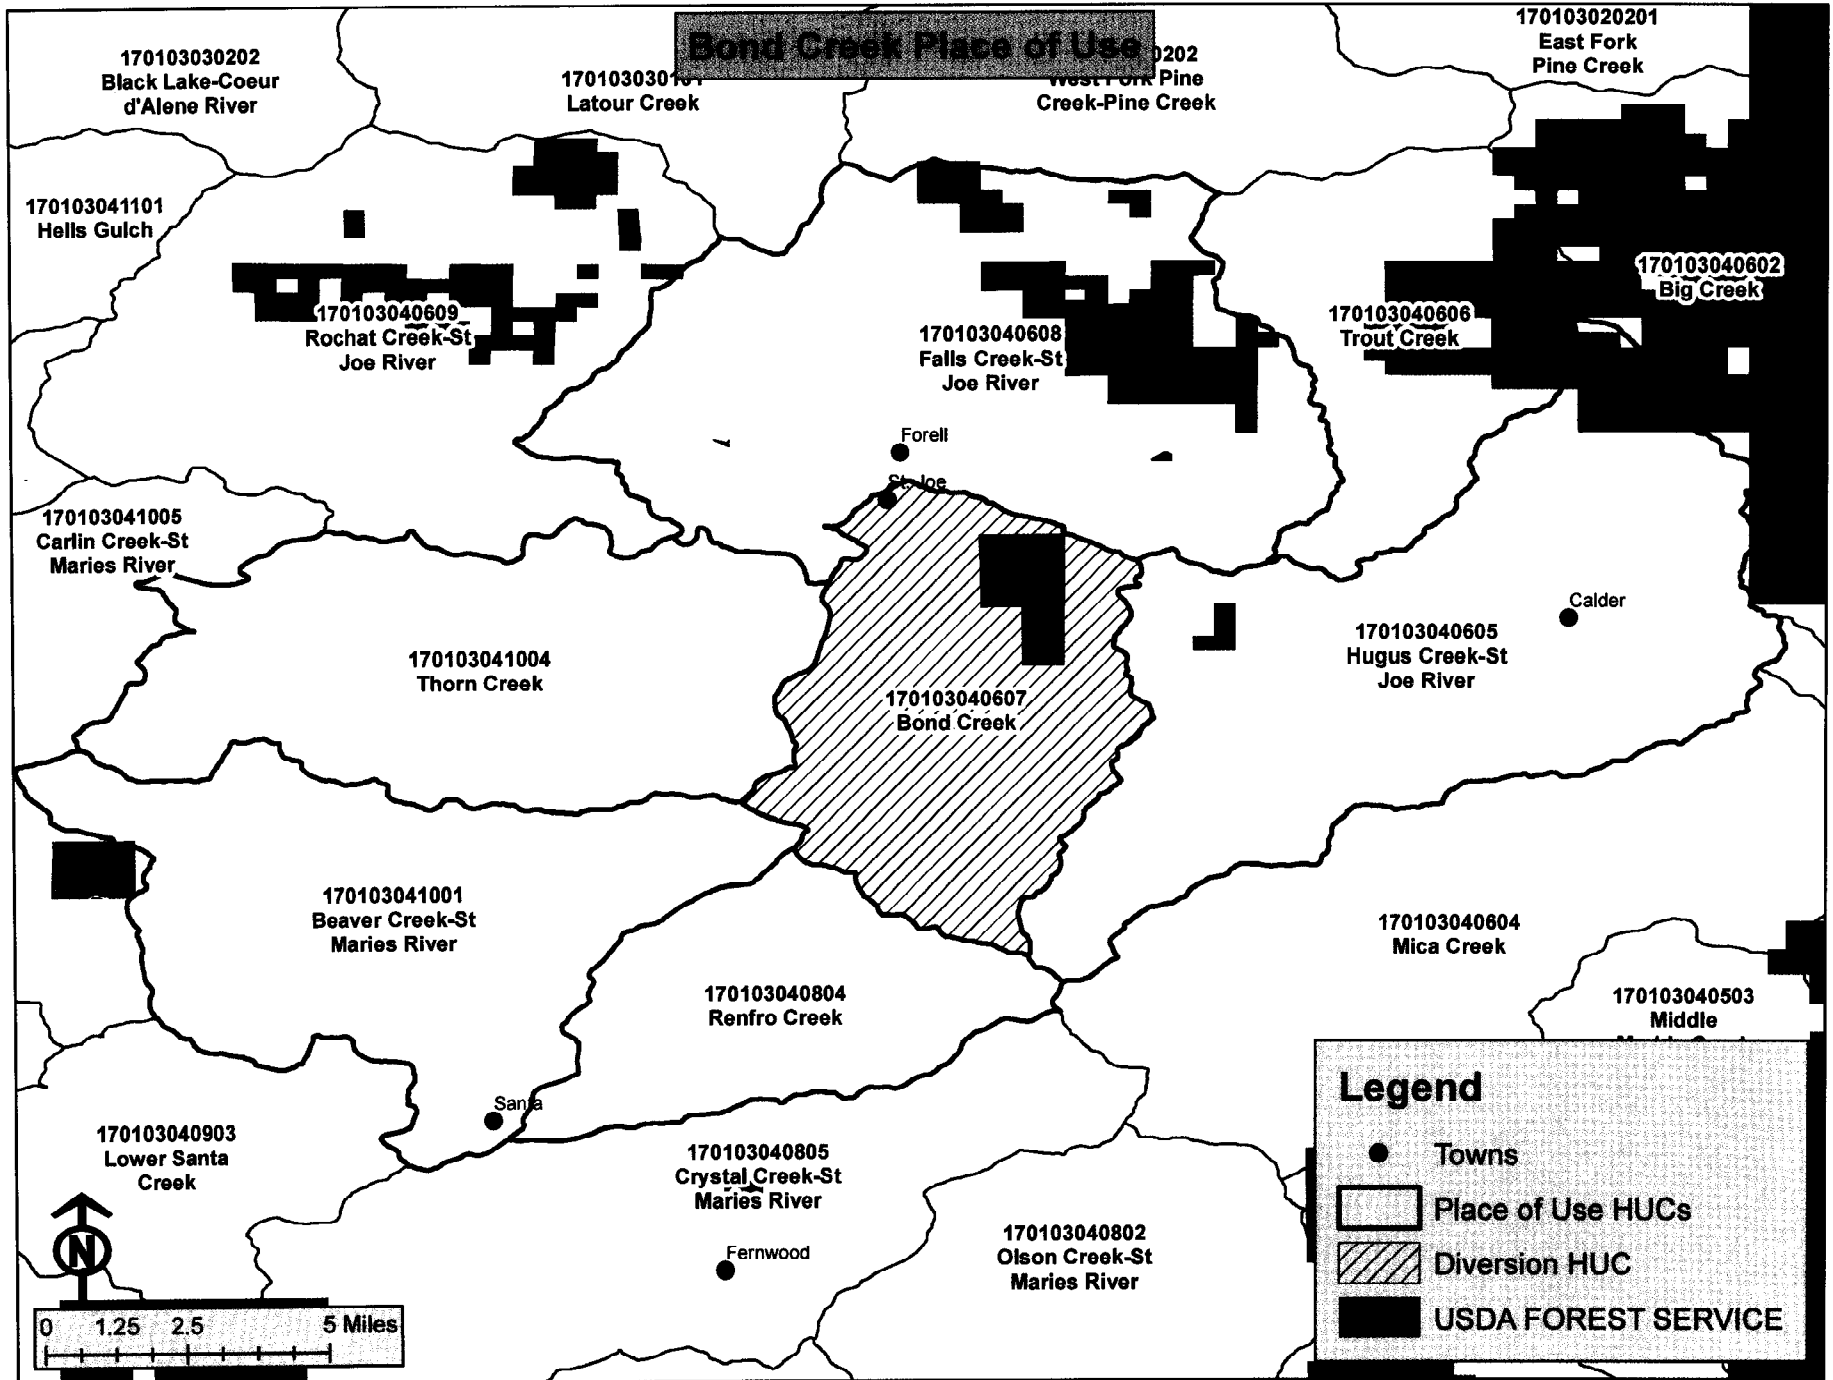 Bond Creek Place of Use
170103030202
Black Lake-Coeur
d'Alene River
Latour Creek
0202
West Fork Pine
Creek-Pine Creek
170103020201
East Fork
Pine Creek
170103041101
Hells Gulch
170103040609
Rochat Creek-St
Joe River
170103040608
Falls Creek-St
Joe River
170103040606
Trout Creek
170103040602
Big Creek
Forell
St. Joe
170103041005
Carlin Creek-St
Maries River
170103041004
Thorn Creek
170103040607
Bond Creek
170103040605
Hugus Creek-St
Joe River
Calder
170103041001
Beaver Creek-St
Maries River
170103040804
Renfro Creek
170103040604
Mica Creek
170103040503
Middle
Santa
170103040903
Lower Santa
Creek
170103040805
Crystal Creek-St
Maries River
Fernwood
170103040802
Olson Creek-St
Maries River
N
0 1.25 2.5 5 Miles
Legend
Towns
Place of Use HUCs
Diversion HUC
USDA FOREST SERVICE